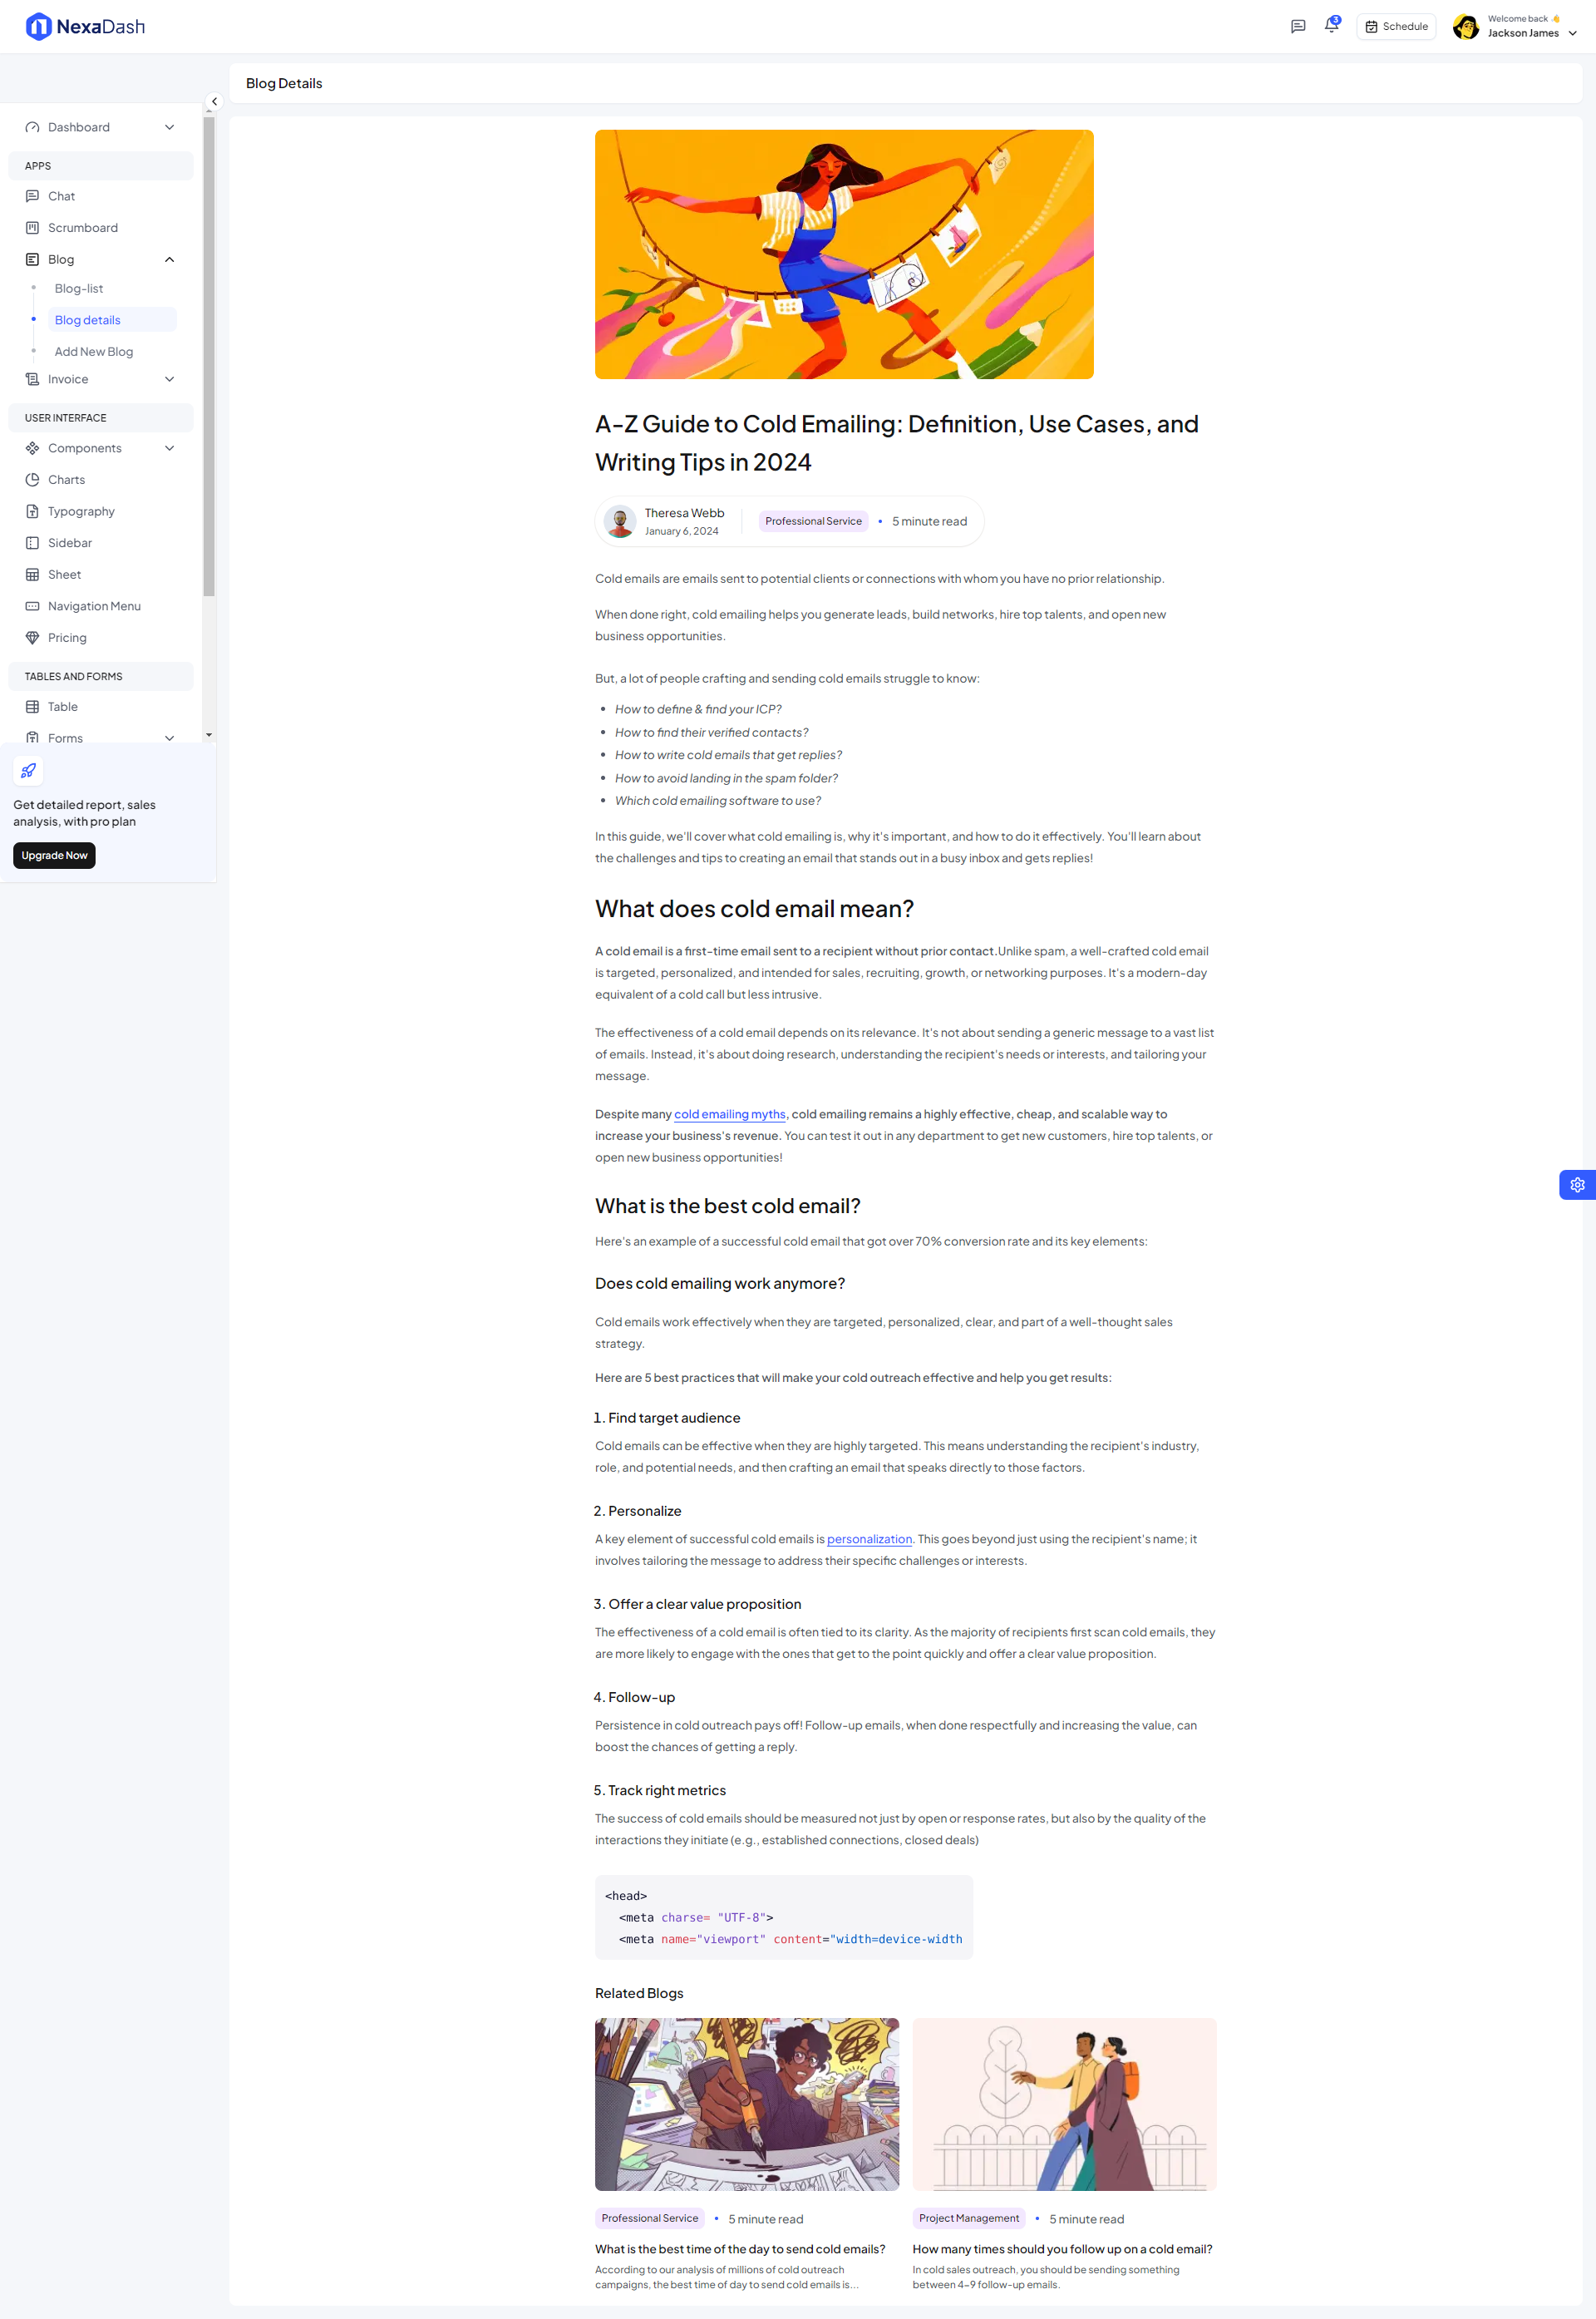 NexaDash
3
Schedule
Welcome back 👋
Jackson James
Blog Details
Dashboard
APPS
Chat
Scrumboard
Blog
Blog-list
Blog details
Add New Blog
Invoice
USER INTERFACE
Components
Charts
Typography
Sidebar
Sheet
Navigation Menu
Pricing
TABLES AND FORMS
Table
Forms
Get detailed report, sales
analysis, with pro plan
Upgrade Now
A-Z Guide to Cold Emailing: Definition, Use Cases, and
Writing Tips in 2024
Theresa Webb
January 6, 2024
Professional Service • 5 minute read
Cold emails are emails sent to potential clients or connections with whom you have no prior relationship.
When done right, cold emailing helps you generate leads, build networks, hire top talents, and open new
business opportunities.
But, a lot of people crafting and sending cold emails struggle to know:
• How to define & find your ICP?
• How to find their verified contacts?
• How to write cold emails that get replies?
• How to avoid landing in the spam folder?
• Which cold emailing software to use?
In this guide, we'll cover what cold emailing is, why it's important, and how to do it effectively. You'll learn about
the challenges and tips to creating an email that stands out in a busy inbox and gets replies!
What does cold email mean?
A cold email is a first-time email sent to a recipient without prior contact.Unlike spam, a well-crafted cold email
is targeted, personalized, and intended for sales, recruiting, growth, or networking purposes. It's a modern-day
equivalent of a cold call but less intrusive.
The effectiveness of a cold email depends on its relevance. It's not about sending a generic message to a vast list
of emails. Instead, it's about doing research, understanding the recipient's needs or interests, and tailoring your
message.
Despite many cold emailing myths, cold emailing remains a highly effective, cheap, and scalable way to
increase your business's revenue. You can test it out in any department to get new customers, hire top talents, or
open new business opportunities!
What is the best cold email?
Here's an example of a successful cold email that got over 70% conversion rate and its key elements:
Does cold emailing work anymore?
Cold emails work effectively when they are targeted, personalized, clear, and part of a well-thought sales
strategy.
Here are 5 best practices that will make your cold outreach effective and help you get results:
1. Find target audience
Cold emails can be effective when they are highly targeted. This means understanding the recipient's industry,
role, and potential needs, and then crafting an email that speaks directly to those factors.
2. Personalize
A key element of successful cold emails is personalization. This goes beyond just using the recipient's name; it
involves tailoring the message to address their specific challenges or interests.
3. Offer a clear value proposition
The effectiveness of a cold email is often tied to its clarity. As the majority of recipients first scan cold emails, they
are more likely to engage with the ones that get to the point quickly and offer a clear value proposition.
4. Follow-up
Persistence in cold outreach pays off! Follow-up emails, when done respectfully and increasing the value, can
boost the chances of getting a reply.
5. Track right metrics
The success of cold emails should be measured not just by open or response rates, but also by the quality of the
interactions they initiate (e.g., established connections, closed deals)
<head>
<meta charse= "UTF-8">
<meta name="viewport" content="width=device-width
Related Blogs
Professional Service • 5 minute read
What is the best time of the day to send cold emails?
According to our analysis of millions of cold outreach
campaigns, the best time of day to send cold emails is...
Project Management • 5 minute read
How many times should you follow up on a cold email?
In cold sales outreach, you should be sending something
between 4-9 follow-up emails.